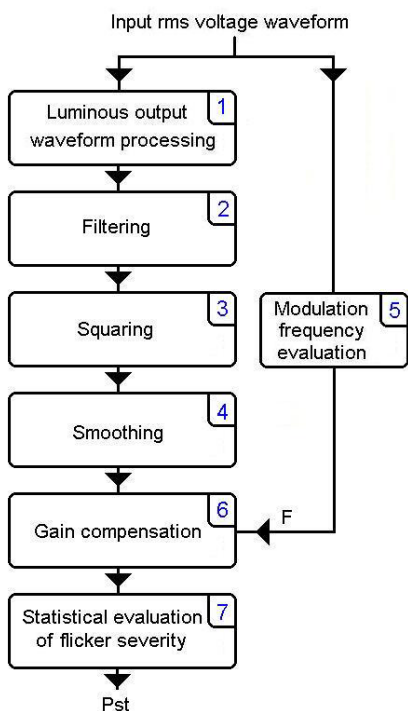 Input rms voltage waveform
1
Luminous output
waveform processing
2
Filtering
3
Squaring
5
Modulation
frequency
evaluation
4
Smoothing
6
Gain compensation
F
7
Statistical evaluation
of flicker severity
Pst